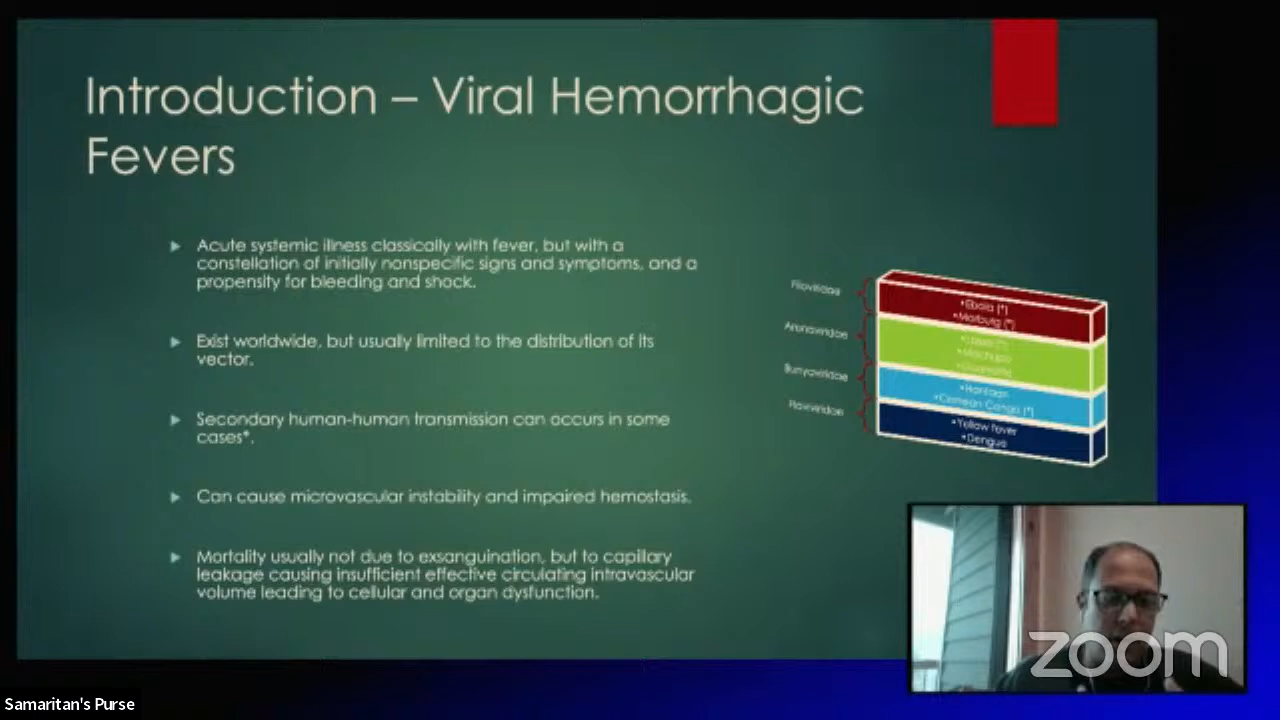 Introduction – Viral Hemorrhagic
Fevers
Acute systemic illness classically with fever, but with a
constellation of initially nonspecific signs and symptoms, and a
propensity for bleeding and shock.
Exist worldwide, but usually limited to the distribution of its
vector.
Secondary human-human transmission can occurs in some
cases*.
Can cause microvascular instability and impaired hemostasis.
Mortality usually not due to exsanguination, but to capillary
leakage causing insufficient effective circulating intravascular
volume leading to cellular and organ dysfunction.
Filoviridae
•Ebola (*)
•Marburg (*)
Arenaviridae
•Machupo
Bunyaviridae
•Hantaan
•Crimean Congo (*)
Flaviviridae
•Yellow fever
•Dengue
zoom
Samaritan's Purse